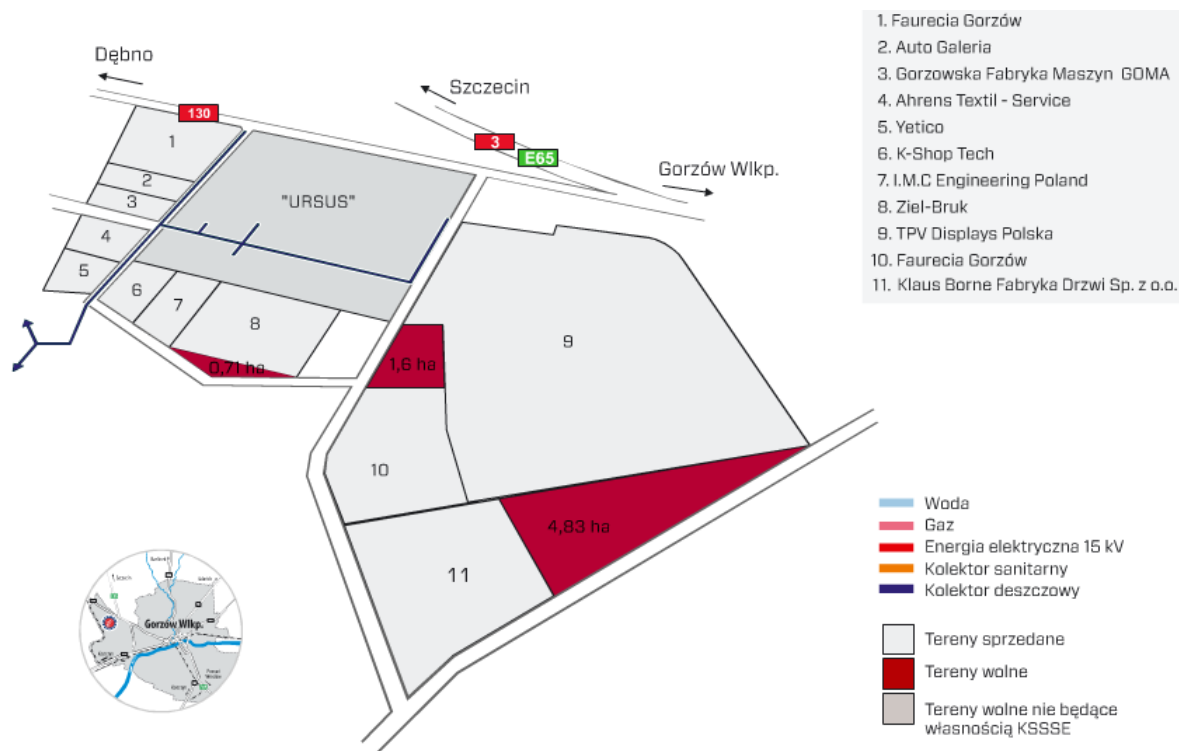 Dębno
130
Szczecin
3
E65
Gorzów Wlkp.
1
2
3
4
5
6
7
8
"URSUS"
9
0,71 ha
1,6 ha
10
4,83 ha
11
1. Faurecia Gorzów
2. Auto Galeria
3. Gorzowska Fabryka Maszyn GOMA
4. Ahrens Textil - Service
5. Yetico
6. K-Shop Tech
7. I.M.C Engineering Poland
8. Ziel-Bruk
9. TPV Displays Polska
10. Faurecia Gorzów
11. Klaus Borne Fabryka Drzwi Sp. z o.o.
Woda
Gaz
Energia elektryczna 15 kV
Kolektor sanitarny
Kolektor deszczowy
Tereny sprzedane
Tereny wolne
Tereny wolne nie będące
własnością KSSSE
Gorzów Wlkp.